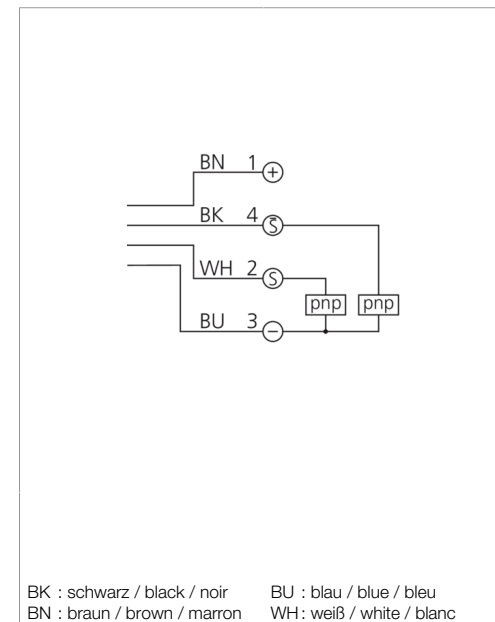 BN 1 +
BK 4 S̄
WH 2 S
pnp pnp
BU 3 −
BK : schwarz / black / noir BU : blau / blue / bleu
BN : braun / brown / marron WH : weiß / white / blanc